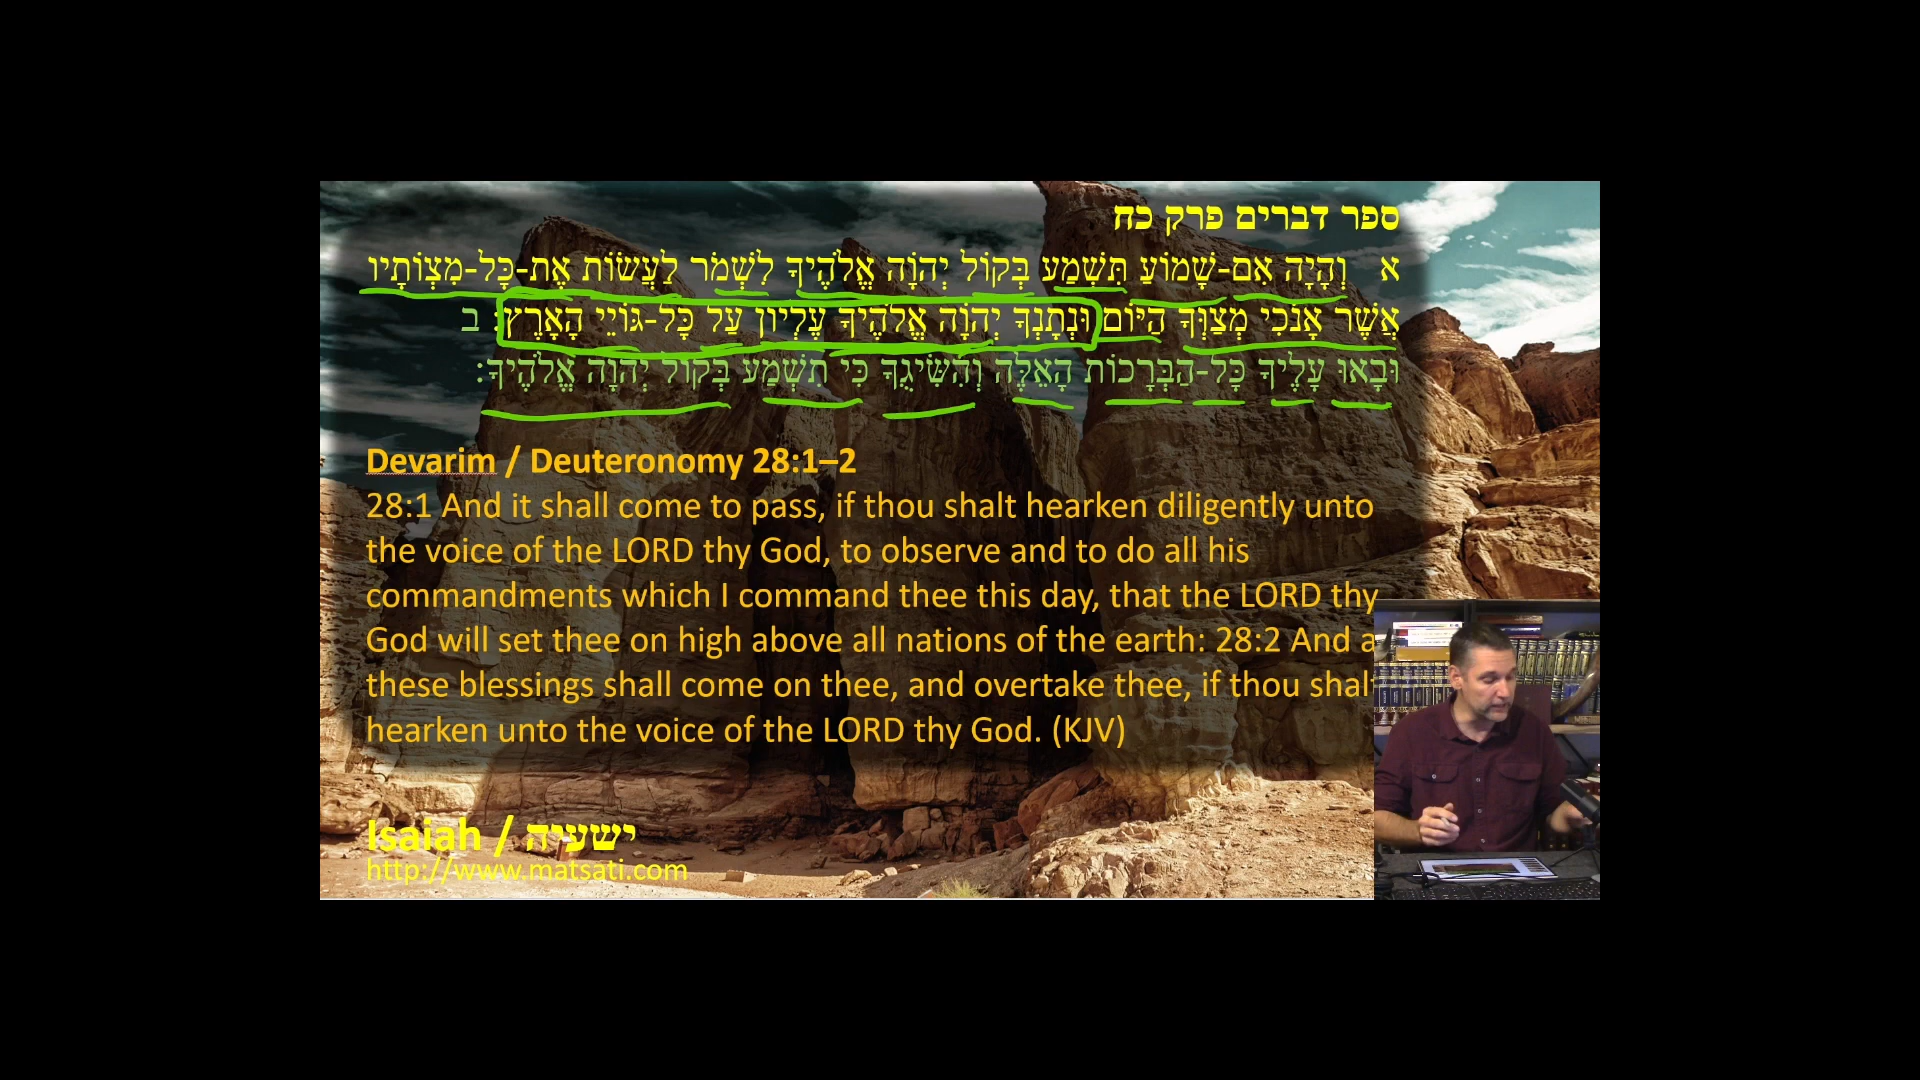 ספר דברים פרק כח
א וְהָיָה אִם-שָׁמוֹעַ תִּשְׁמַע בְּקוֹל יְהוָֹה אֱלֹהֶיךָ לִשְׁמֹר לַעֲשׂוֹת אֶת-כָּל-מִצְוֹתָיו
אֲשֶׁר אָנֹכִי מְצַוְּךָ הַיּוֹם וּנְתָנְךָ יְהוָֹה אֱלֹהֶיךָ עֶלְיוֹן עַל כָּל-גּוֹיֵי הָאָרֶץ: ב
וּבָאוּ עָלֶיךָ כָּל-הַבְּרָכוֹת הָאֵלֶּה וְהִשִּׂיגֻךָ כִּי תִשְׁמַע בְּקוֹל יְהוָֹה אֱלֹהֶיךָ:
Devarim / Deuteronomy 28:1–2
28:1 And it shall come to pass, if thou shalt hearken diligently unto
the voice of the LORD thy God, to observe and to do all his
commandments which I command thee this day, that the LORD thy
God will set thee on high above all nations of the earth: 28:2 And a
these blessings shall come on thee, and overtake thee, if thou shal
hearken unto the voice of the LORD thy God. (KJV)
Isaiah / ישעיה
http://www.matsati.com